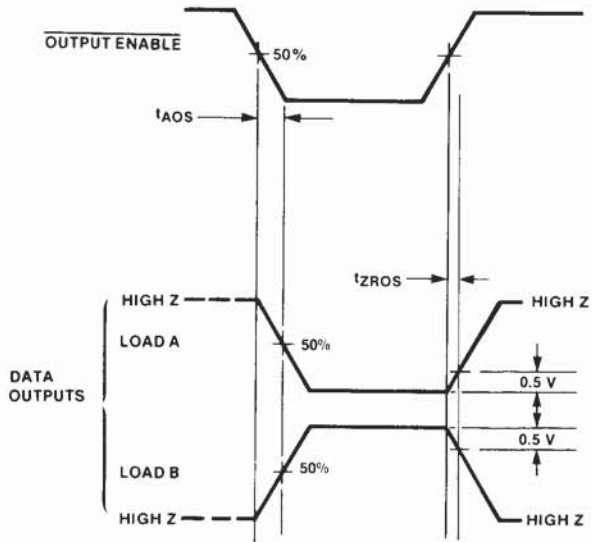 OUTPUT ENABLE
50%
tAOS
tZROS
HIGH Z
HIGH Z
LOAD A
50%
0.5 V
DATA
OUTPUTS
0.5 V
LOAD B
50%
HIGH Z
HIGH Z